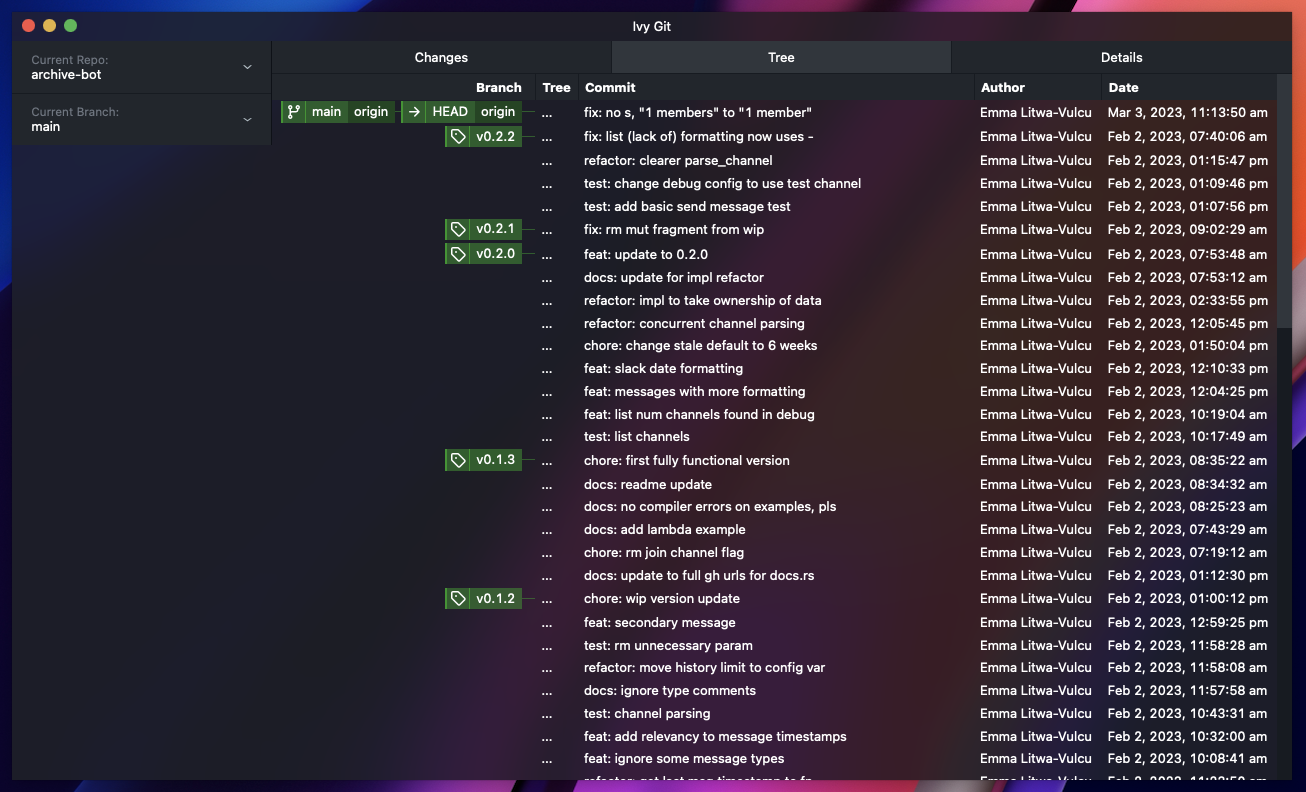 Ivy Git
Current Repo:
archive-bot
Current Branch:
main
Changes Tree Details
Branch Tree Commit Author Date
main origin HEAD origin ... fix: no s, "1 members" to "1 member" Emma Litwa-Vulcu Mar 3, 2023, 11:13:50 am
v0.2.2 ... fix: list (lack of) formatting now uses - Emma Litwa-Vulcu Feb 2, 2023, 07:40:06 am
... refactor: clearer parse_channel Emma Litwa-Vulcu Feb 2, 2023, 01:15:47 pm
... test: change debug config to use test channel Emma Litwa-Vulcu Feb 2, 2023, 01:09:46 pm
... test: add basic send message test Emma Litwa-Vulcu Feb 2, 2023, 01:07:56 pm
v0.2.1 ... fix: rm mut fragment from wip Emma Litwa-Vulcu Feb 2, 2023, 09:02:29 am
v0.2.0 ... feat: update to 0.2.0 Emma Litwa-Vulcu Feb 2, 2023, 07:53:48 am
... docs: update for impl refactor Emma Litwa-Vulcu Feb 2, 2023, 07:53:12 am
... refactor: impl to take ownership of data Emma Litwa-Vulcu Feb 2, 2023, 02:33:55 pm
... refactor: concurrent channel parsing Emma Litwa-Vulcu Feb 2, 2023, 12:05:45 pm
... chore: change stale default to 6 weeks Emma Litwa-Vulcu Feb 2, 2023, 01:50:04 pm
... feat: slack date formatting Emma Litwa-Vulcu Feb 2, 2023, 12:10:33 pm
... feat: messages with more formatting Emma Litwa-Vulcu Feb 2, 2023, 12:04:25 pm
... feat: list num channels found in debug Emma Litwa-Vulcu Feb 2, 2023, 10:19:04 am
... test: list channels Emma Litwa-Vulcu Feb 2, 2023, 10:17:49 am
v0.1.3 ... chore: first fully functional version Emma Litwa-Vulcu Feb 2, 2023, 08:35:22 am
... docs: readme update Emma Litwa-Vulcu Feb 2, 2023, 08:34:32 am
... docs: no compiler errors on examples, pls Emma Litwa-Vulcu Feb 2, 2023, 08:25:23 am
... docs: add lambda example Emma Litwa-Vulcu Feb 2, 2023, 07:43:29 am
... chore: rm join channel flag Emma Litwa-Vulcu Feb 2, 2023, 07:19:12 am
... docs: update to full gh urls for docs.rs Emma Litwa-Vulcu Feb 2, 2023, 01:12:30 pm
v0.1.2 ... chore: wip version update Emma Litwa-Vulcu Feb 2, 2023, 01:00:12 pm
... feat: secondary message Emma Litwa-Vulcu Feb 2, 2023, 12:59:25 pm
... test: rm unnecessary param Emma Litwa-Vulcu Feb 2, 2023, 11:58:28 am
... refactor: move history limit to config var Emma Litwa-Vulcu Feb 2, 2023, 11:58:08 am
... docs: ignore type comments Emma Litwa-Vulcu Feb 2, 2023, 11:57:58 am
... test: channel parsing Emma Litwa-Vulcu Feb 2, 2023, 10:43:31 am
... feat: add relevancy to message timestamps Emma Litwa-Vulcu Feb 2, 2023, 10:32:00 am
... feat: ignore some message types Emma Litwa-Vulcu Feb 2, 2023, 10:08:41 am